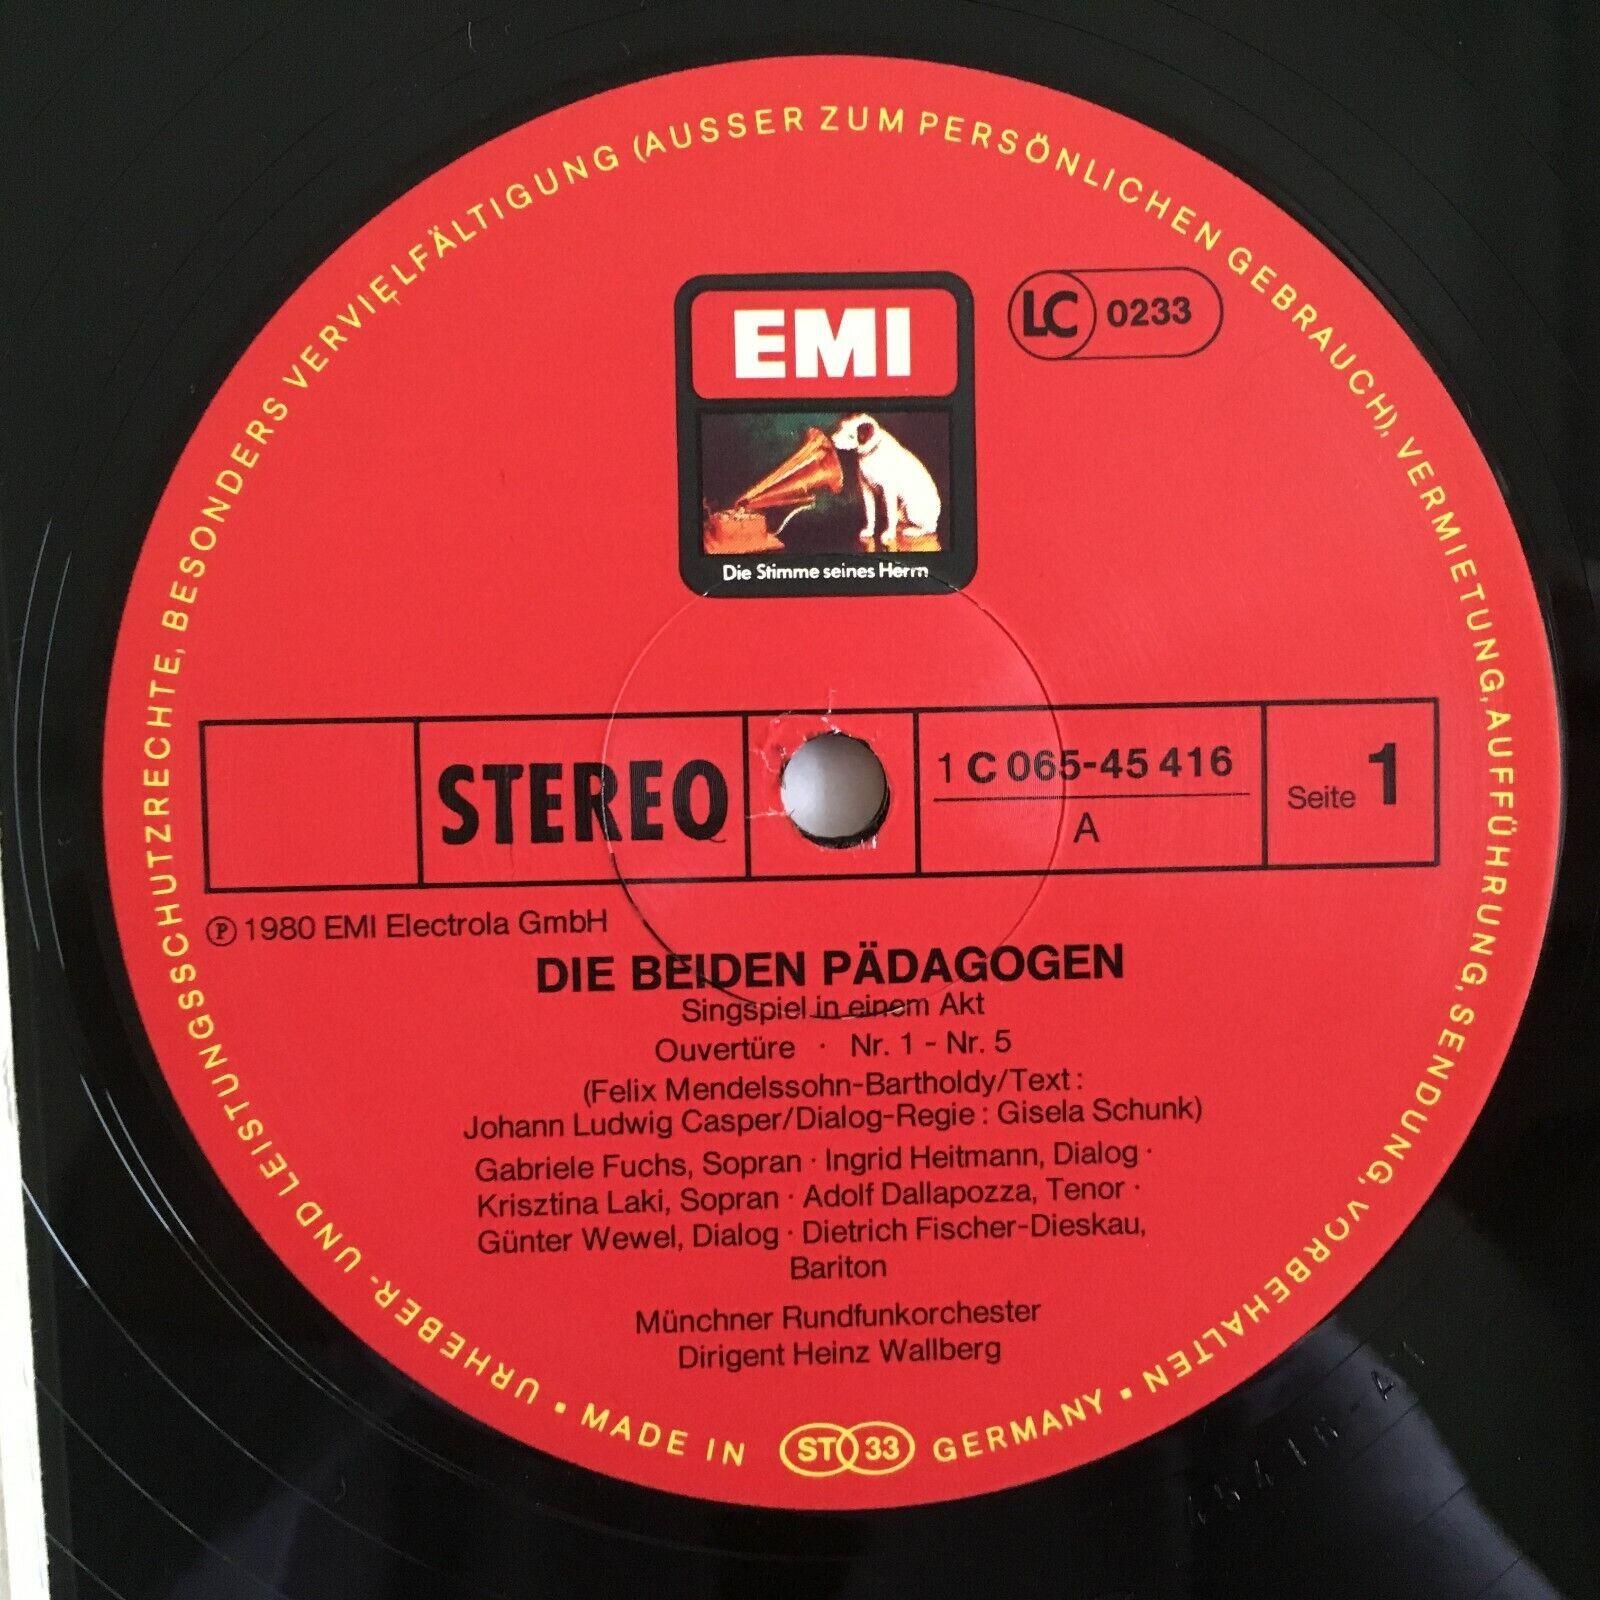 URHEBER- UND LEISTUNGSSCHUTZRECHTE, BESONDERS VERVIELFÄLTIGUNG (AUSSER ZUM PERSÖNLICHEN GEBRAUCH), VERMIETUNG, AUFFÜHRUNG, SENDUNG, VORBEHALTEN
EMI
LC 0233
Die Stimme seines Herrn
STEREO
1 C 065-45 416
A
Seite 1
Ⓟ 1980 EMI Electrola GmbH
DIE BEIDEN PÄDAGOGEN
Singspiel in einem Akt
Ouvertüre · Nr. 1 - Nr. 5
(Felix Mendelssohn-Bartholdy/Text :
Johann Ludwig Casper/Dialog-Regie : Gisela Schunk)
Gabriele Fuchs, Sopran · Ingrid Heitmann, Dialog ·
Krisztina Laki, Sopran · Adolf Dallapozza, Tenor ·
Günter Wewel, Dialog · Dietrich Fischer-Dieskau,
Bariton
Münchner Rundfunkorchester
Dirigent Heinz Wallberg
▪ MADE IN ST 33 GERMANY ▪